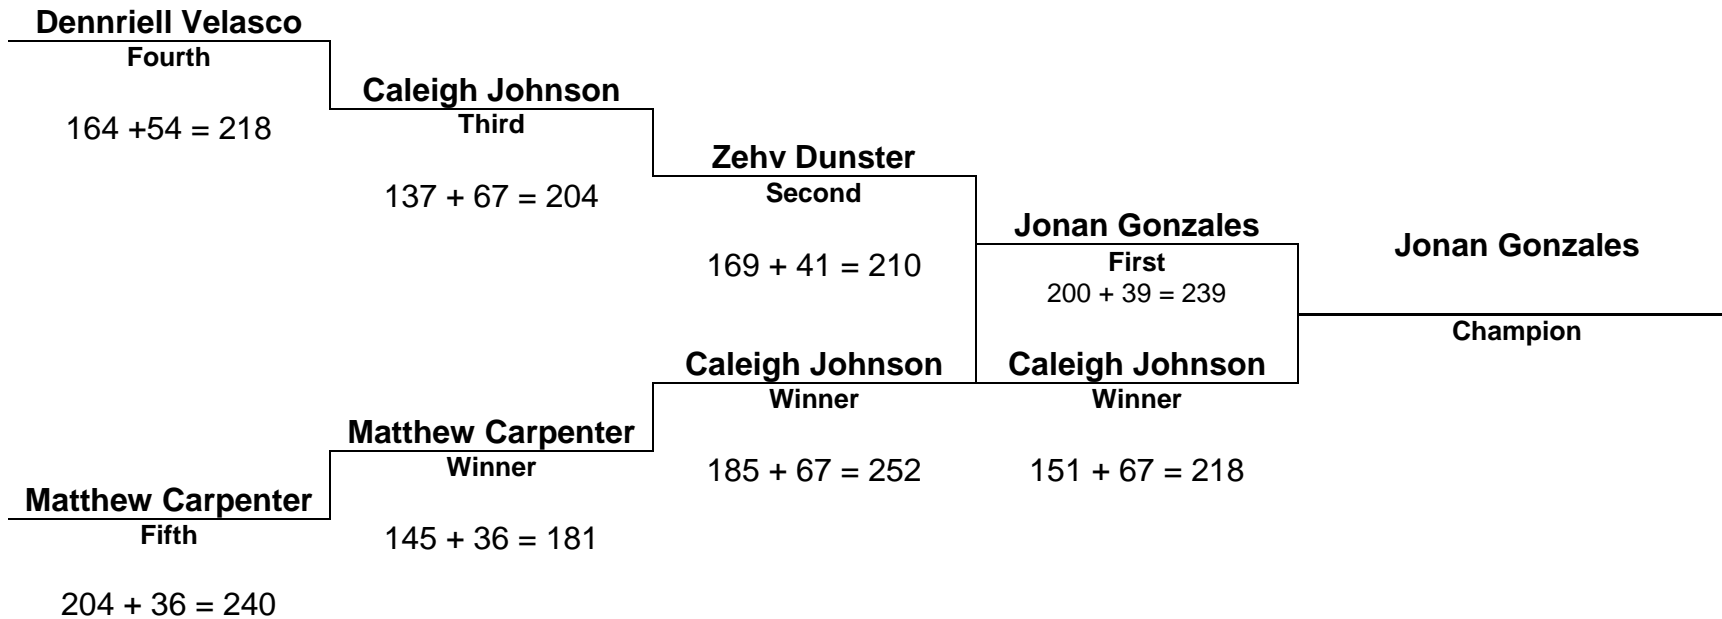 Dennriell Velasco
Fourth
164 +54 = 218
Matthew Carpenter
Fifth
204 + 36 = 240
Caleigh Johnson
Third
137 + 67 = 204
Matthew Carpenter
Winner
145 + 36 = 181
Zehv Dunster
Second
169 + 41 = 210
Caleigh Johnson
Winner
185 + 67 = 252
Jonan Gonzales
First
200 + 39 = 239
Caleigh Johnson
Winner
151 + 67 = 218
Jonan Gonzales
Champion